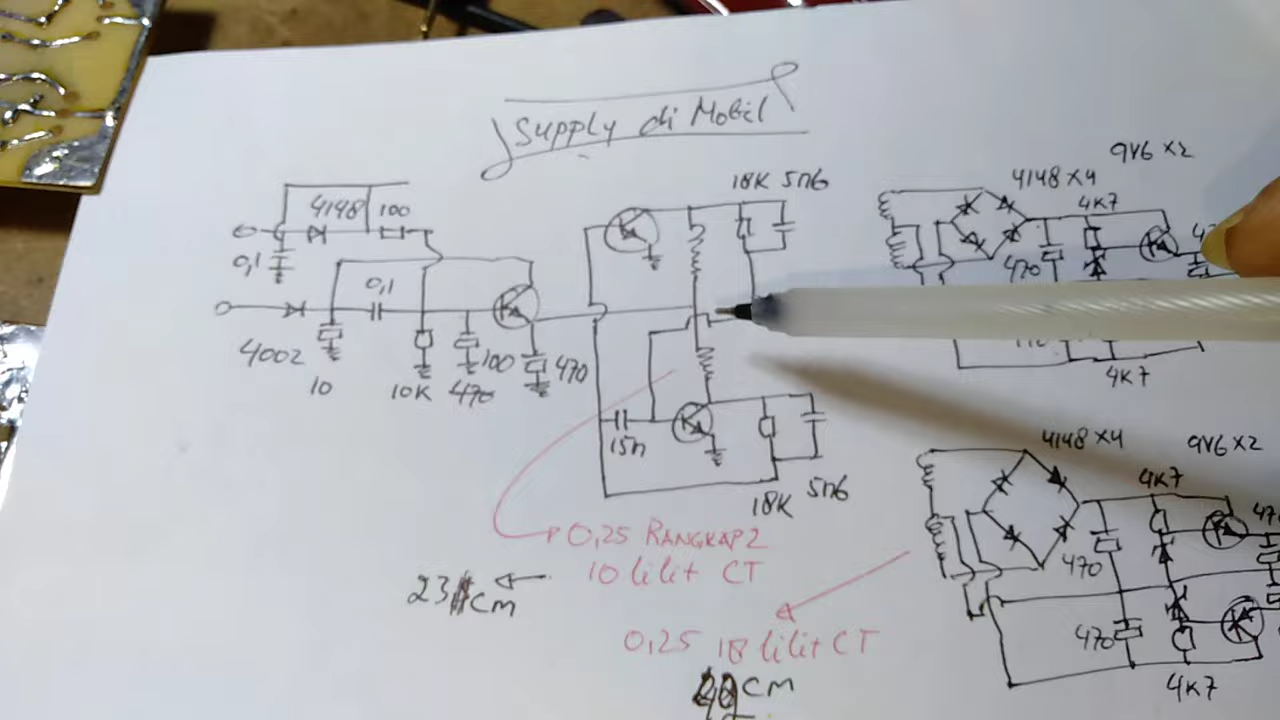 Supply di Mobil
4148 100
0,1
0,1
4002
10
10K
100
470
470
18K 5n6
15n
18K 5n6
0,25 RANGKAP 2
10 lilit CT
23 CM
0,25 18 lilit CT
CM
9V6 X2
4148 X4
4K7
470
4K7
4148 X4
9V6 X2
4K7
470
470
4K7